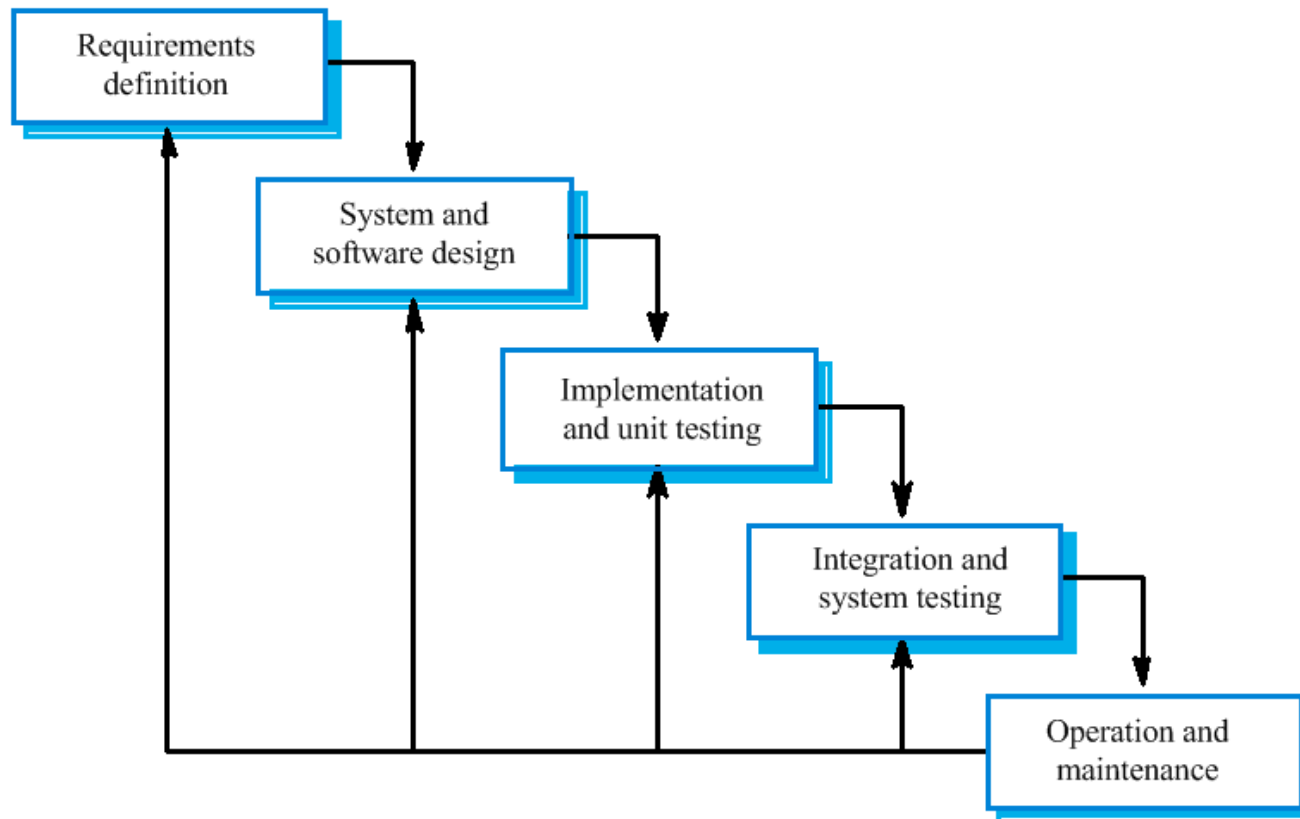 Requirements
definition
System and
software design
Implementation
and unit testing
Integration and
system testing
Operation and
maintenance